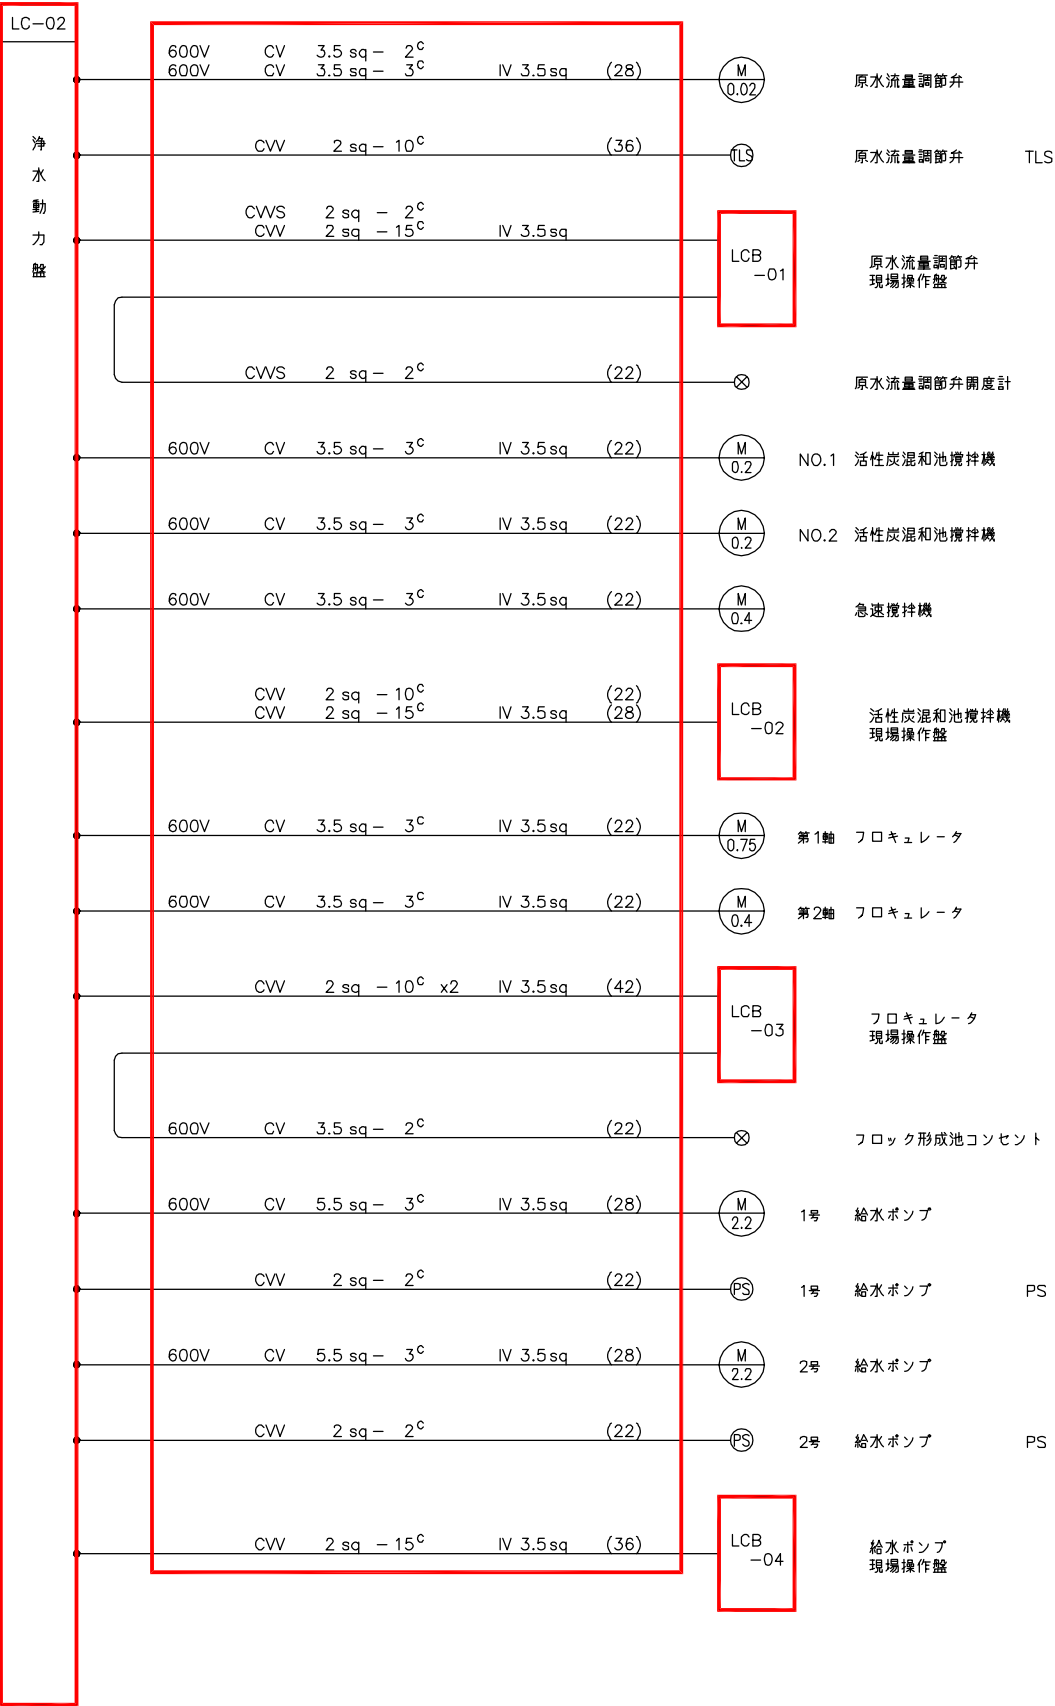 LC-02
浄水動力盤
600V CV 3.5 sq - 2C
600V CV 3.5 sq - 3C IV 3.5sq (28) M 0.02 原水流量調節弁
CVV 2 sq - 10C (36) TLS 原水流量調節弁 TLS
CVVS 2 sq - 2C
CVV 2 sq - 15C IV 3.5sq
LCB
-01
原水流量調節弁
現場操作盤
CVVS 2 sq - 2C (22) 原水流量調節弁開度計
600V CV 3.5 sq - 3C IV 3.5sq (22) M 0.2 NO.1 活性炭混和池攪拌機
600V CV 3.5 sq - 3C IV 3.5sq (22) M 0.2 NO.2 活性炭混和池攪拌機
600V CV 3.5 sq - 3C IV 3.5sq (22) M 0.4 急速攪拌機
CVV 2 sq - 10C (22)
CVV 2 sq - 15C IV 3.5sq (28)
LCB
-02
活性炭混和池攪拌機
現場操作盤
600V CV 3.5 sq - 3C IV 3.5sq (22) M 0.75 第1軸 フロキュレータ
600V CV 3.5 sq - 3C IV 3.5sq (22) M 0.4 第2軸 フロキュレータ
CVV 2 sq - 10C x2 IV 3.5sq (42)
LCB
-03
フロキュレータ
現場操作盤
600V CV 3.5 sq - 2C (22) フロック形成池コンセント
600V CV 5.5 sq - 3C IV 3.5sq (28) M 2.2 1号 給水ポンプ
CVV 2 sq - 2C (22) PS 1号 給水ポンプ PS
600V CV 5.5 sq - 3C IV 3.5sq (28) M 2.2 2号 給水ポンプ
CVV 2 sq - 2C (22) PS 2号 給水ポンプ PS
CVV 2 sq - 15C IV 3.5sq (36)
LCB
-04
給水ポンプ
現場操作盤